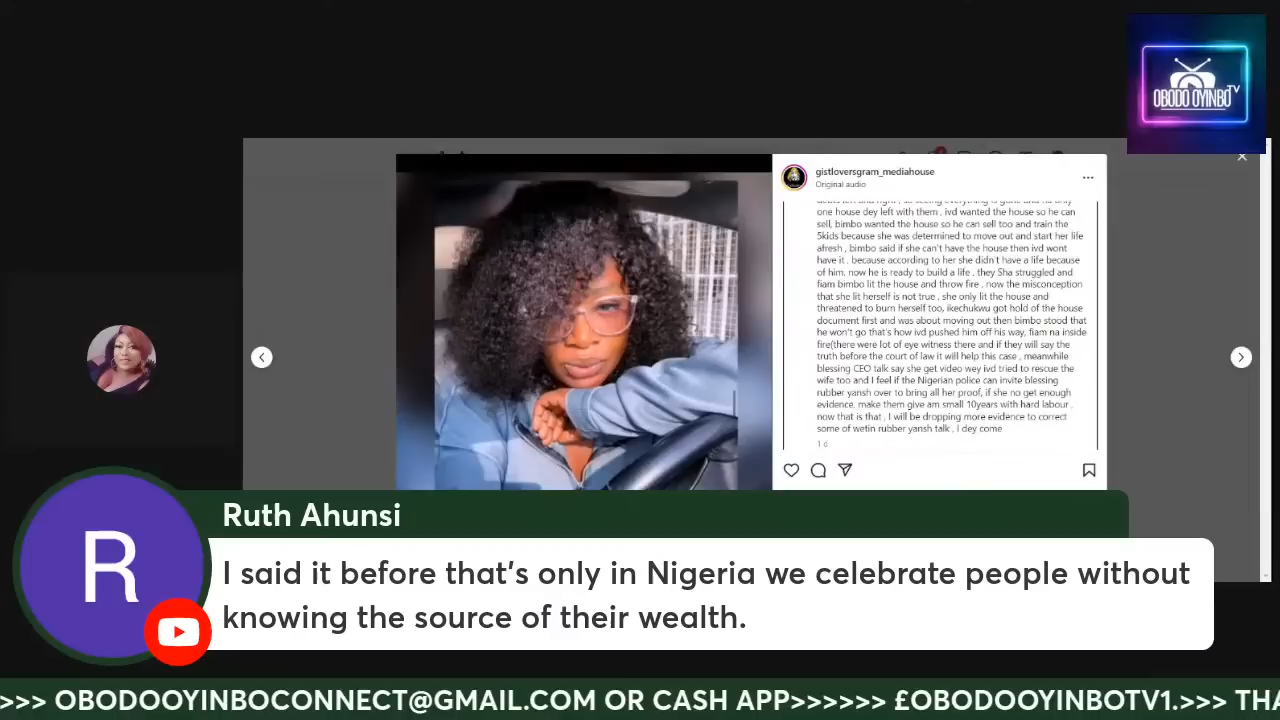 OBODO OYINBO TV
gistloversgram_mediahouse
Original audio
debts left and right , so seeing everything is gone and na only
one house dey left with them , ivd wanted the house so he can
sell, bimbo wanted the house so he can sell too and train the
5kids because she was determined to move out and start her life
afresh , bimbo said if she can't have the house then ivd wont
have it . because according to her she didn't have a life because
of him, now he is ready to build a life , they Sha struggled and
fiam bimbo lit the house and throw fire , now the misconception
that she lit herself is not true , she only lit the house and
threatened to burn herself too, ikechukwu got hold of the house
document first and was about moving out then bimbo stood that
he won't go that's how ivd pushed him off his way, fiam na inside
fire(there were lot of eye witness there and if they will say the
truth before the court of law it will help this case , meanwhile
blessing CEO talk say she get video wey ivd tried to rescue the
wife too and I feel if the Nigerian police can invite blessing
rubber yansh over to bring all her proof, if she no get enough
evidence, make them give am small 10years with hard labour ,
now that is that , I will be dropping more evidence to correct
some of wetin rubber yansh talk , I dey come
1 d
R
Ruth Ahunsi
I said it before that's only in Nigeria we celebrate people without
knowing the source of their wealth.
>>> OBODOOYINBOCONNECT@GMAIL.COM OR CASH APP>>>>>> £OBODOOYINBOTV1.>>> THA